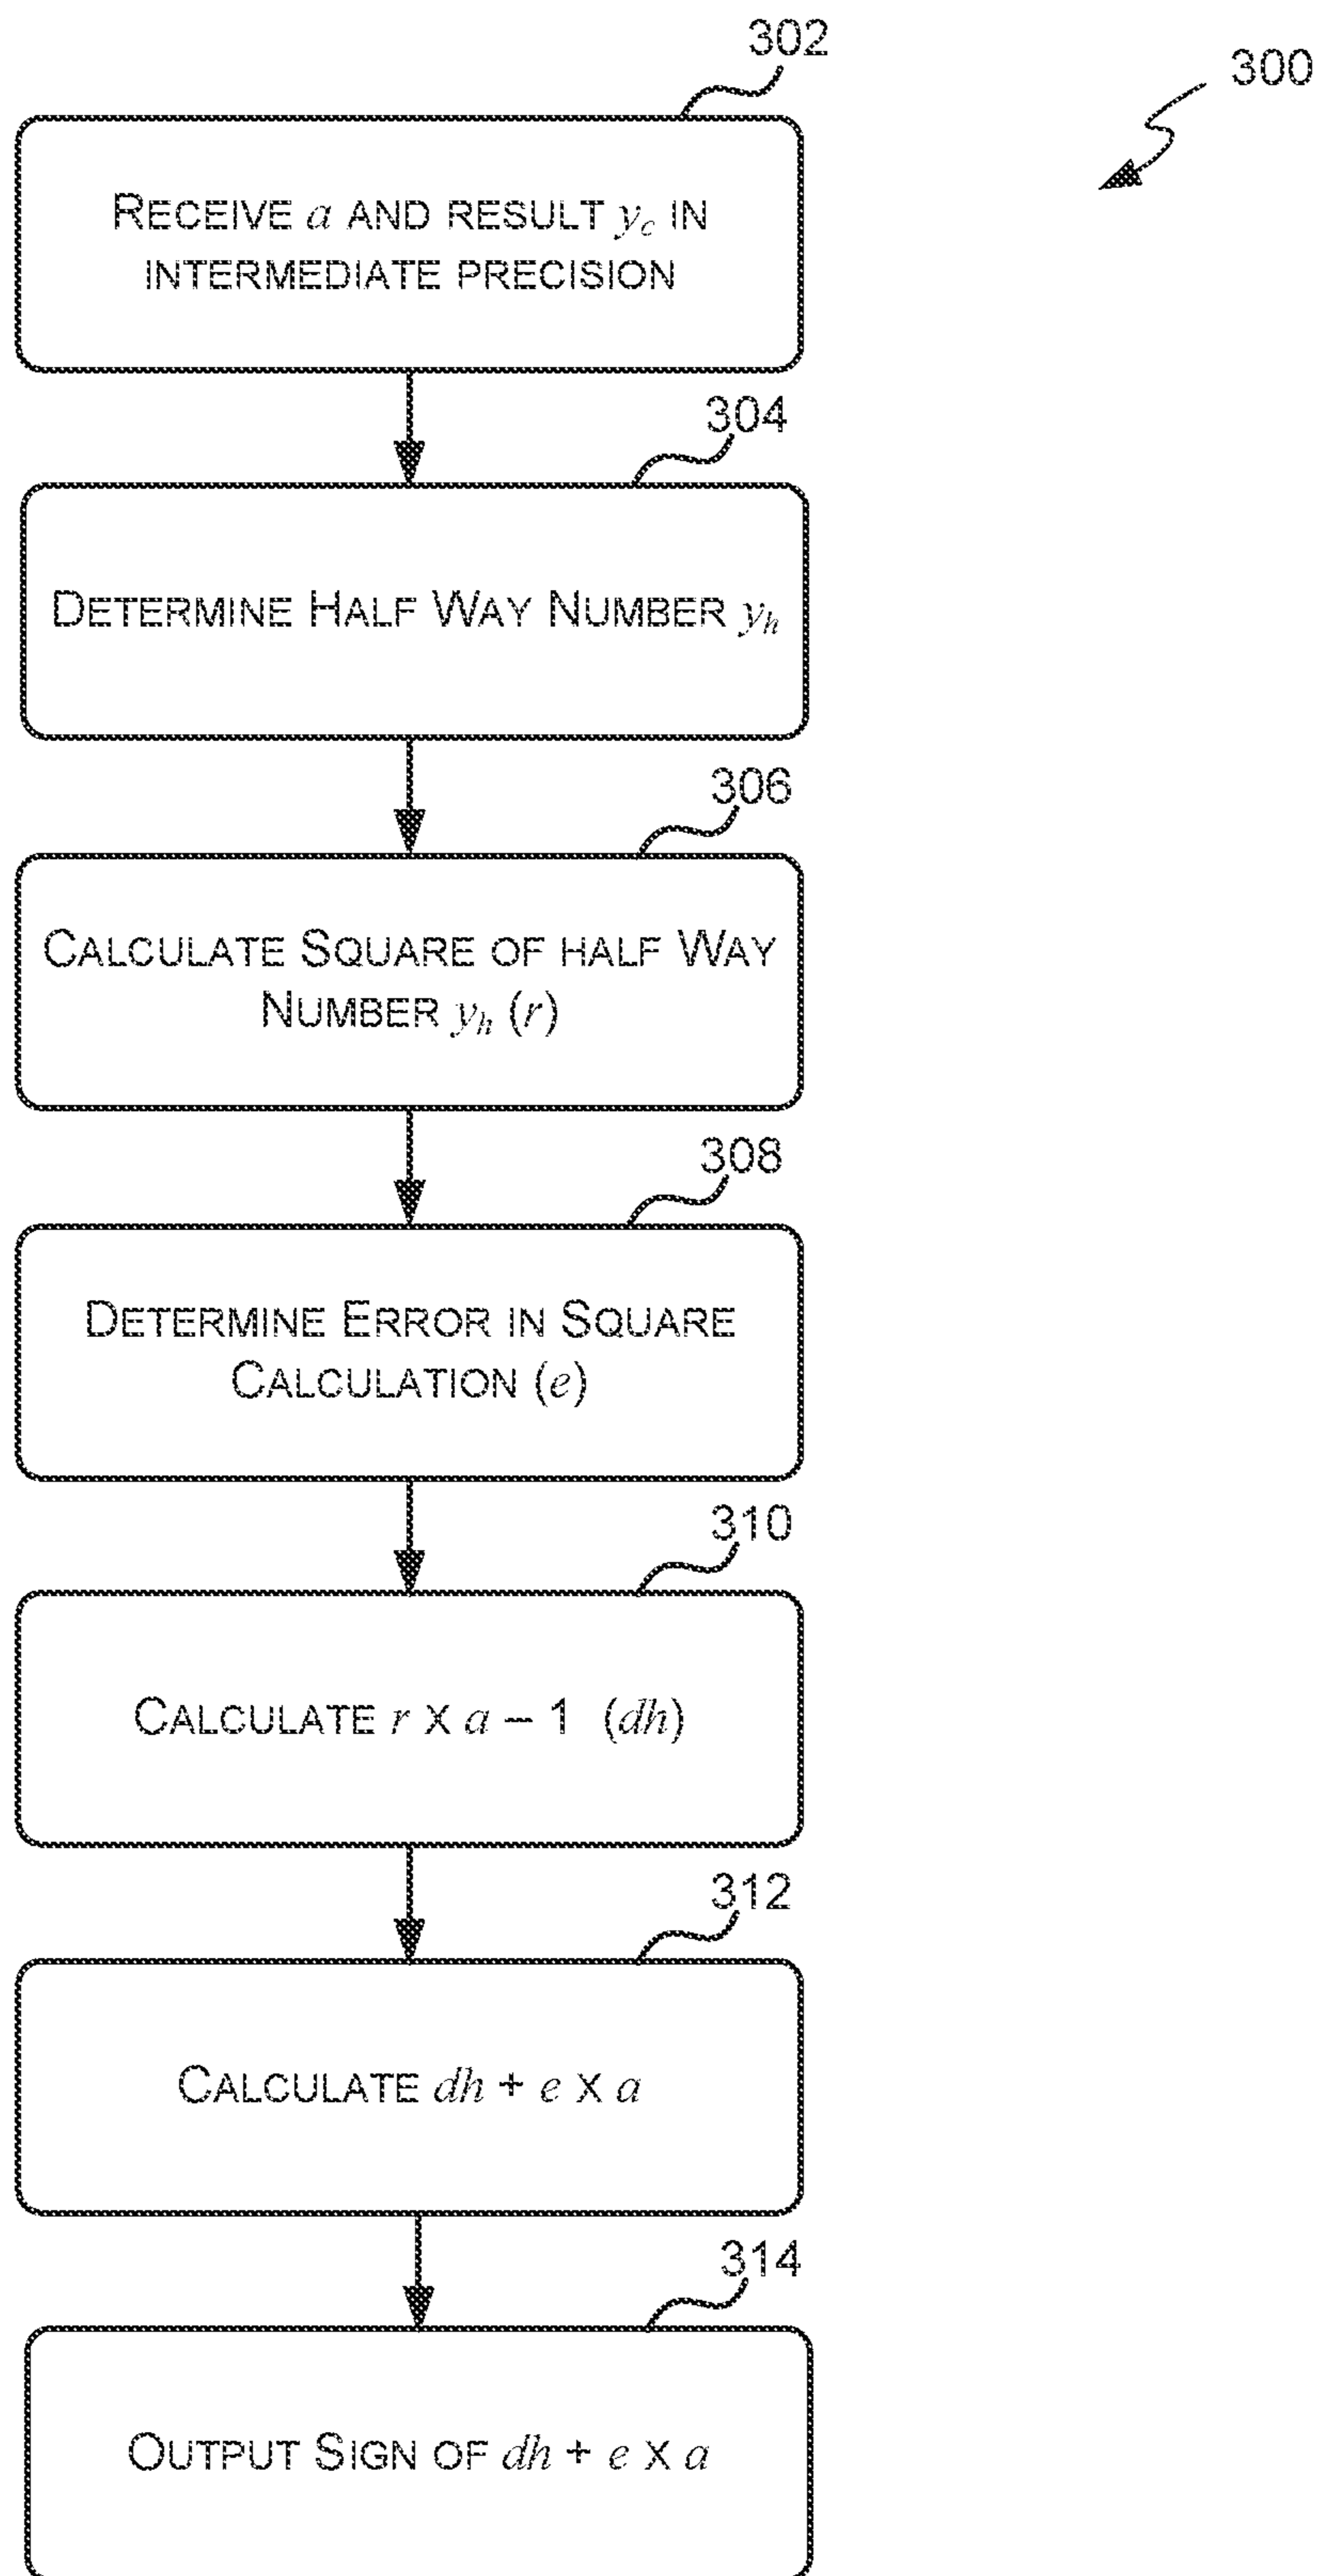 302
300
RECEIVE a AND RESULT y_c IN
INTERMEDIATE PRECISION
304
DETERMINE HALF WAY NUMBER y_h
306
CALCULATE SQUARE OF HALF WAY
NUMBER y_h (r)
308
DETERMINE ERROR IN SQUARE
CALCULATION (e)
310
CALCULATE r X a – 1 (dh)
312
CALCULATE dh + e X a
314
OUTPUT SIGN OF dh + e X a